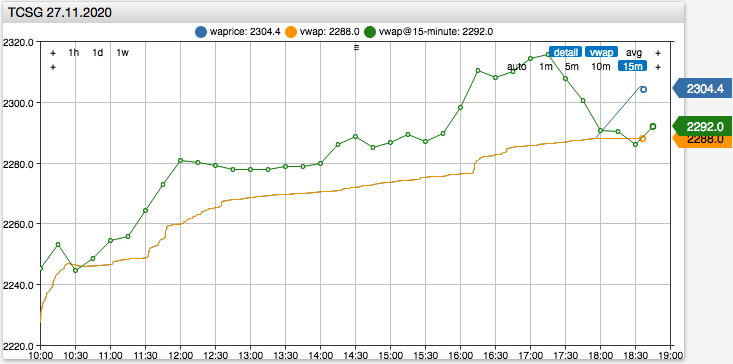 TCSG 27.11.2020
waprice: 2304.4 vwap: 2288.0 vwap@15-minute: 2292.0
2320.0
+ 1h 1d 1w ≡ detail vwap avg +
+ auto 1m 5m 10m 15m +
2304.4
2300.0
2292.0
2288.0
2280.0
2260.0
2240.0
2220.0
10:00 10:30 11:00 11:30 12:00 12:30 13:00 13:30 14:00 14:30 15:00 15:30 16:00 16:30 17:00 17:30 18:00 18:30 19:00